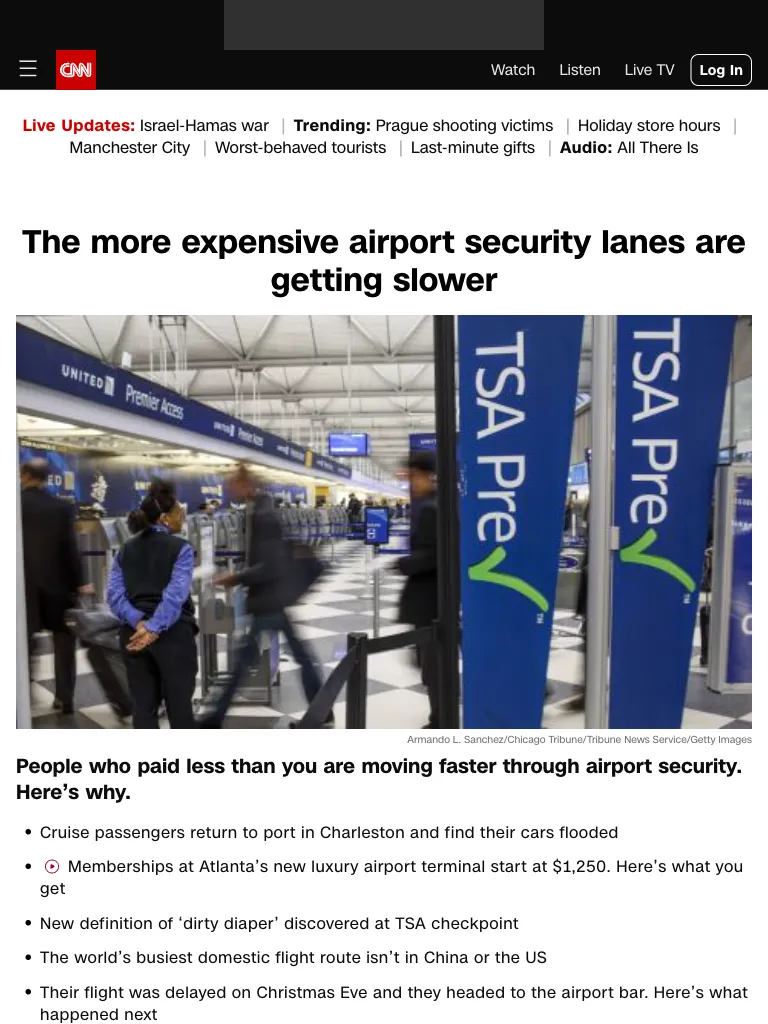 CNN
Watch
Listen
Live TV
Log In
Live Updates: Israel-Hamas war | Trending: Prague shooting victims | Holiday store hours |
Manchester City | Worst-behaved tourists | Last-minute gifts | Audio: All There Is
The more expensive airport security lanes are
getting slower
UNITED Premier Access
TSA Pre✓™
TSA Pre✓™
Armando L. Sanchez/Chicago Tribune/Tribune News Service/Getty Images
People who paid less than you are moving faster through airport security.
Here’s why.
• Cruise passengers return to port in Charleston and find their cars flooded
• Memberships at Atlanta’s new luxury airport terminal start at $1,250. Here’s what you
get
• New definition of ‘dirty diaper’ discovered at TSA checkpoint
• The world’s busiest domestic flight route isn’t in China or the US
• Their flight was delayed on Christmas Eve and they headed to the airport bar. Here’s what
happened next